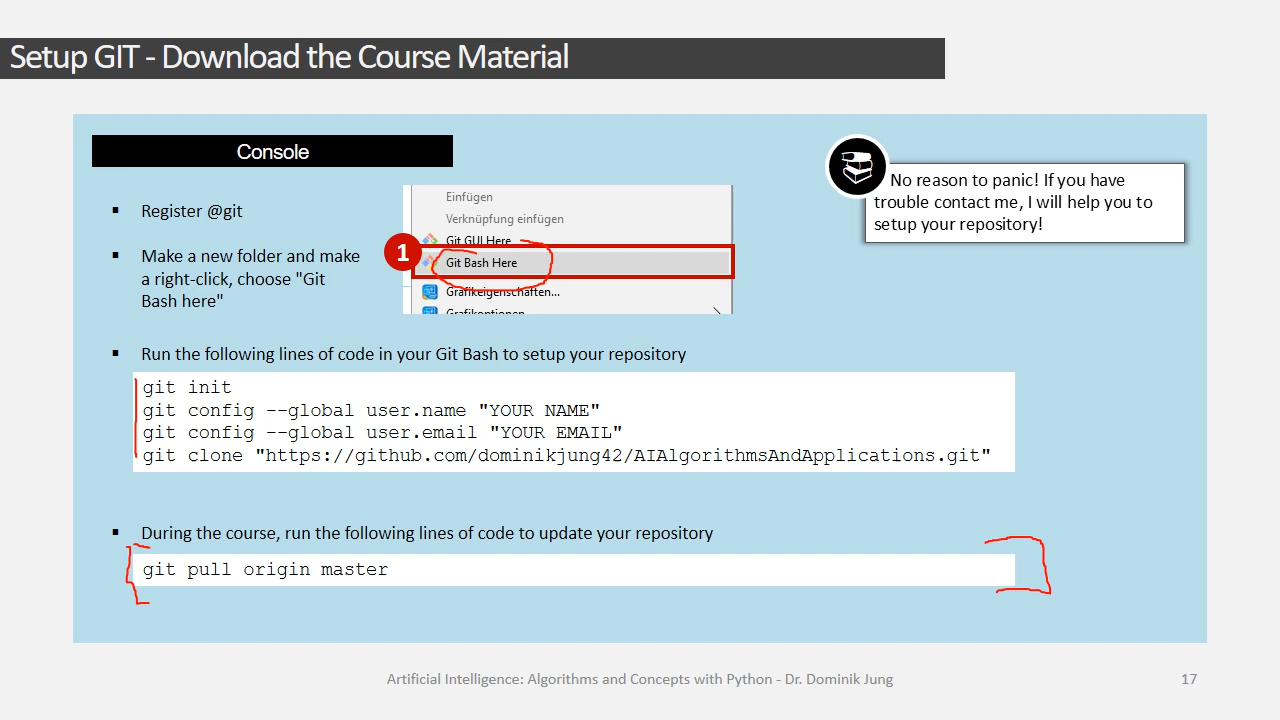 Setup GIT - Download the Course Material
Console
No reason to panic! If you have
trouble contact me, I will help you to
setup your repository!
▪ Register @git
▪ Make a new folder and make
a right-click, choose "Git
Bash here"
Einfügen
Verknüpfung einfügen
Git GUI Here
1
Git Bash Here
Grafikeigenschaften...
Grafikoptionen
▪ Run the following lines of code in your Git Bash to setup your repository
git init
git config --global user.name "YOUR NAME"
git config --global user.email "YOUR EMAIL"
git clone "https://github.com/dominikjung42/AIAlgorithmsAndApplications.git"
▪ During the course, run the following lines of code to update your repository
git pull origin master
Artificial Intelligence: Algorithms and Concepts with Python - Dr. Dominik Jung
17